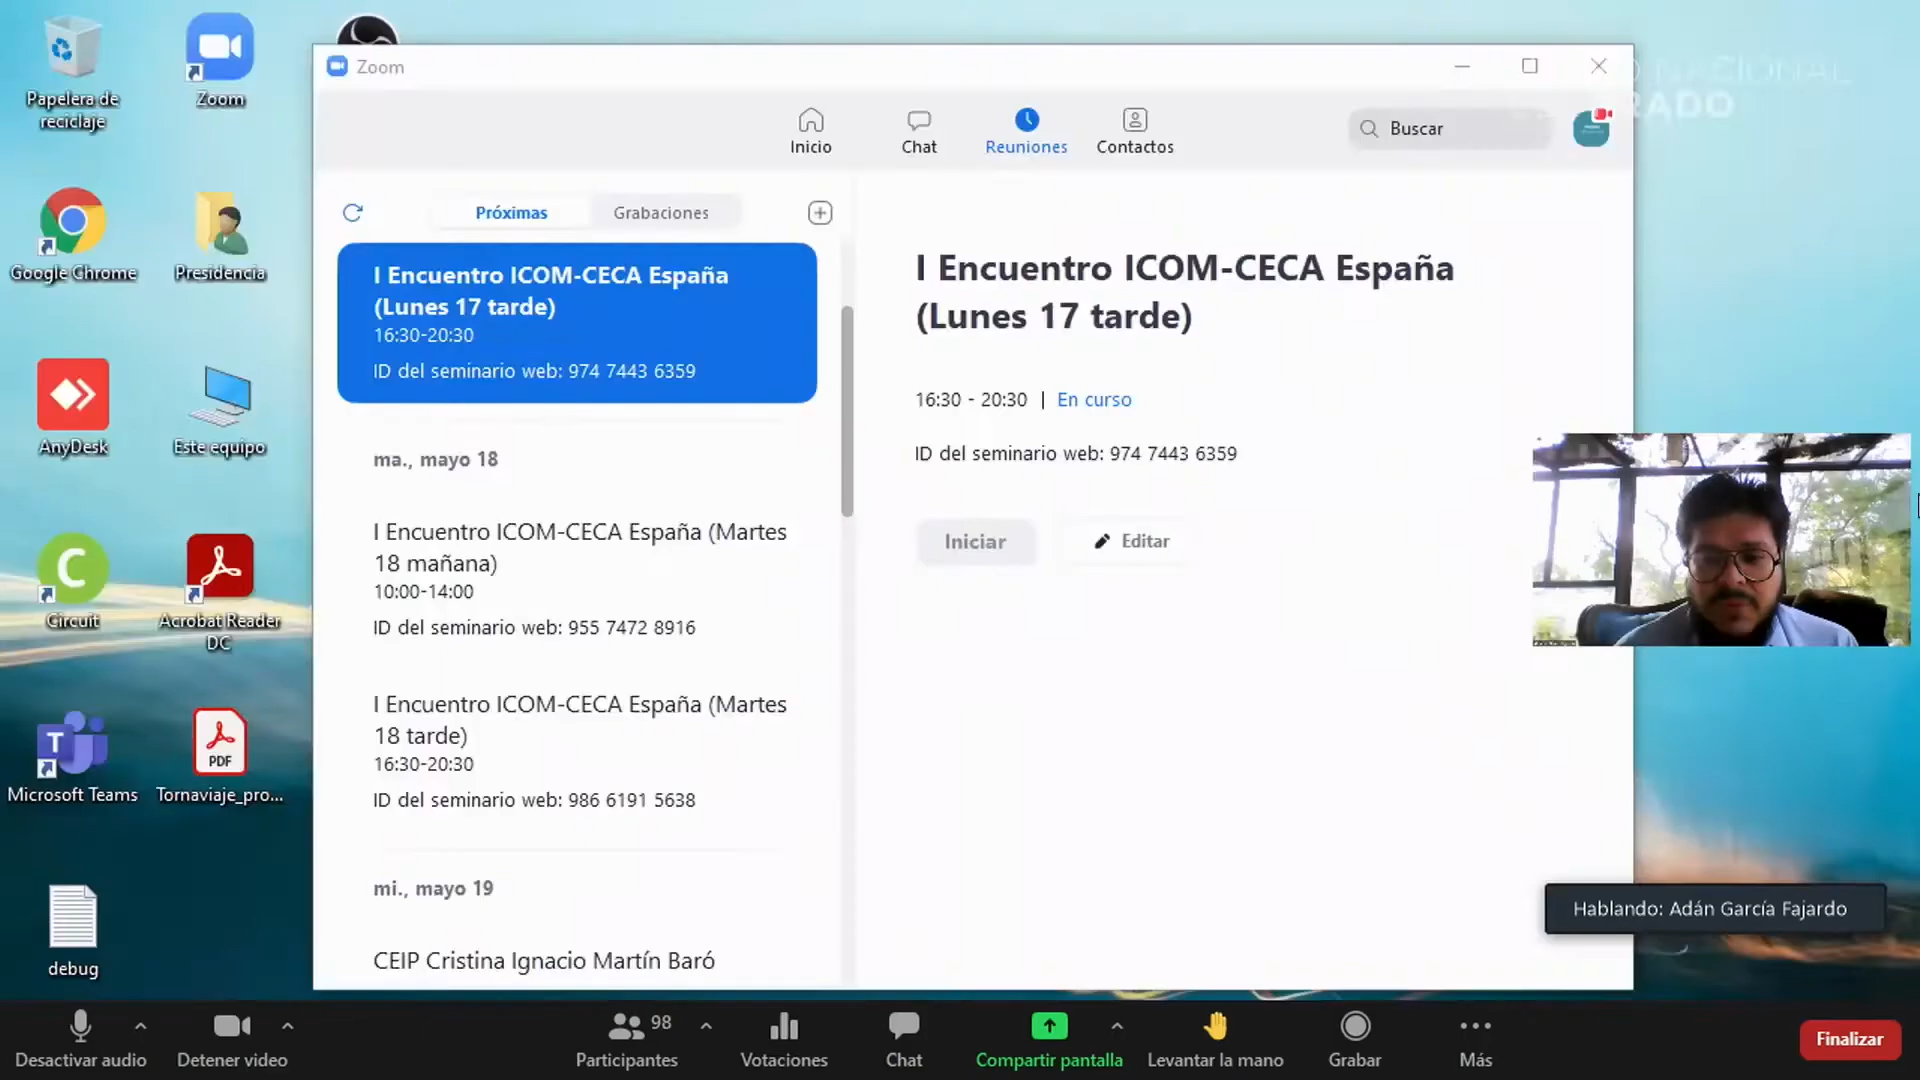 Papelera de
reciclaje
Zoom
Google Chrome
Presidencia
AnyDesk
Este equipo
Circuit
Acrobat Reader
DC
Microsoft Teams
PDF
Tornaviaje_pro...
debug
Zoom
NACIONAL
RADO
Inicio
Chat
Reuniones
Contactos
Buscar
Próximas
Grabaciones
I Encuentro ICOM-CECA España
(Lunes 17 tarde)
16:30-20:30
ID del seminario web: 974 7443 6359
ma., mayo 18
I Encuentro ICOM-CECA España (Martes
18 mañana)
10:00-14:00
ID del seminario web: 955 7472 8916
I Encuentro ICOM-CECA España (Martes
18 tarde)
16:30-20:30
ID del seminario web: 986 6191 5638
mi., mayo 19
CEIP Cristina Ignacio Martín Baró
I Encuentro ICOM-CECA España
(Lunes 17 tarde)
16:30 - 20:30 | En curso
ID del seminario web: 974 7443 6359
Iniciar
Editar
Hablando: Adán García Fajardo
Desactivar audio
Detener video
98
Participantes
Votaciones
Chat
Compartir pantalla
Levantar la mano
Grabar
Más
Finalizar